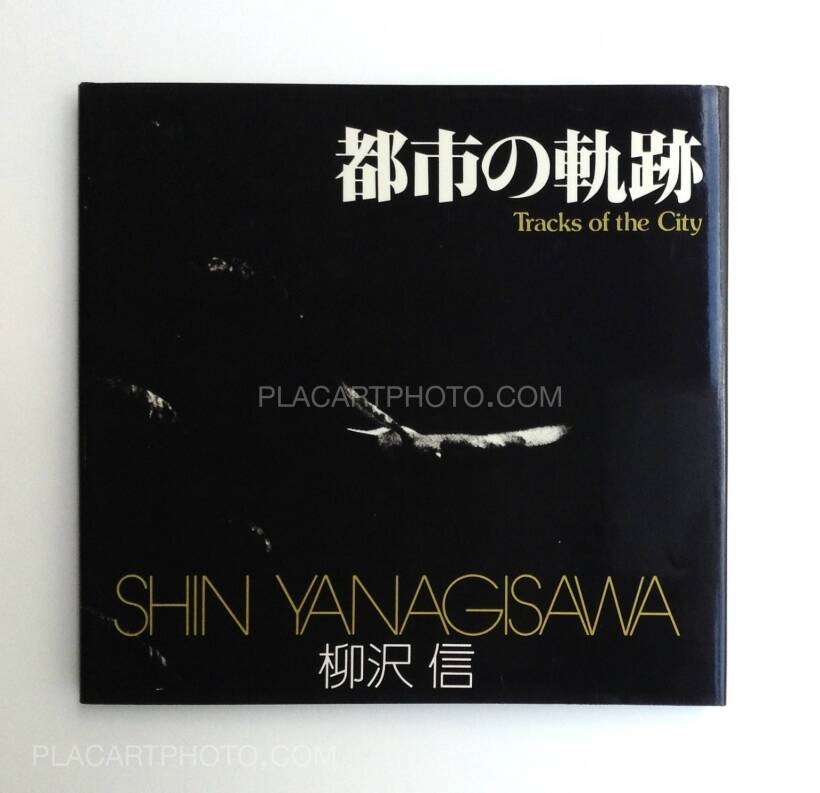 都市の軌跡
Tracks of the City
PLACARTPHOTO.COM
SHIN YANAGISAWA
柳沢 信
PLACARTPHOTO.COM